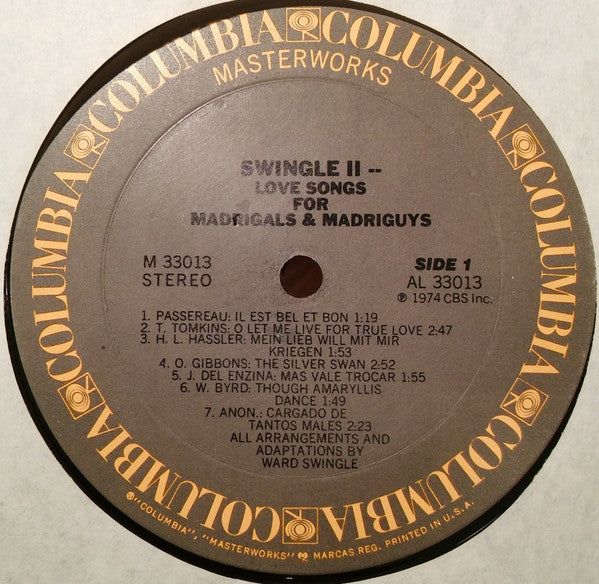 COLUMBIA COLUMBIA COLUMBIA COLUMBIA COLUMBIA COLUMBIA COLUMBIA
MASTERWORKS
SWINGLE II --
LOVE SONGS
FOR
MADRIGALS & MADRIGUYS
M 33013
STEREO
SIDE 1
AL 33013
Ⓟ 1974 CBS Inc.
1. PASSEREAU: IL EST BEL ET BON 1:19
2. T. TOMKINS: O LET ME LIVE FOR TRUE LOVE 2:47
3. H. L. HASSLER: MEIN LIEB WILL MIT MIR
KRIEGEN 1:53
4. O. GIBBONS: THE SILVER SWAN 2:52
5. J. DEL ENZINA: MAS VALE TROCAR 1:55
6. W. BYRD: THOUGH AMARYLLIS
DANCE 1:49
7. ANON.: CARGADO DE
TANTOS MALES 2:23
ALL ARRANGEMENTS AND
ADAPTATIONS BY
WARD SWINGLE
®"COLUMBIA", "MASTERWORKS" MARCAS REG. PRINTED IN U.S.A.